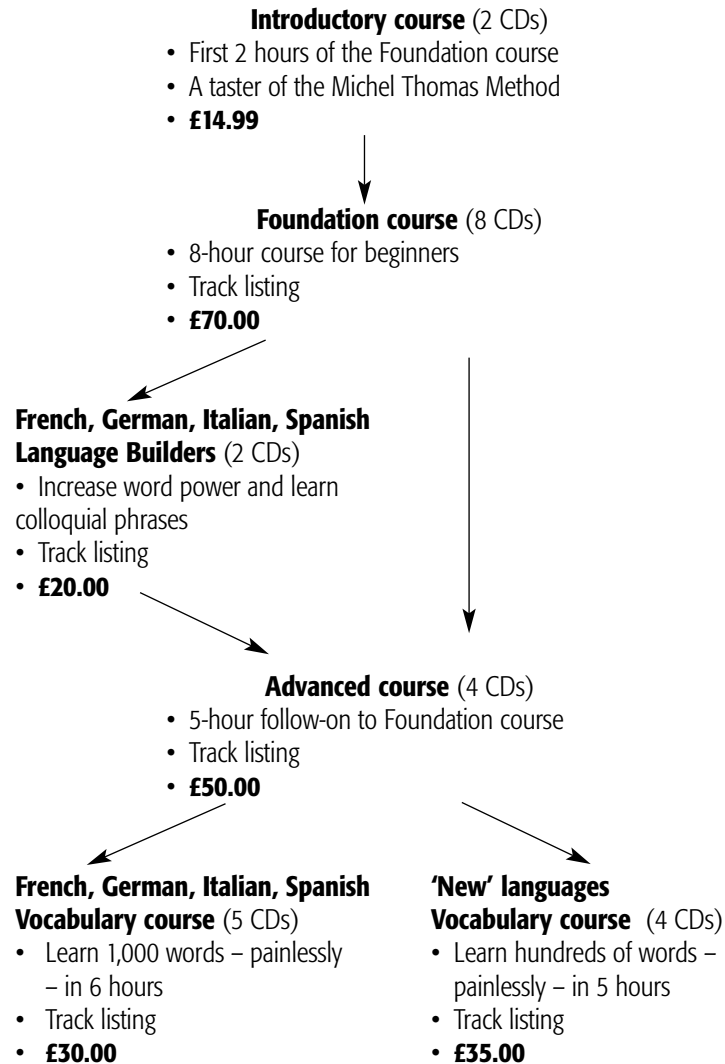 Introductory course (2 CDs)
• First 2 hours of the Foundation course
• A taster of the Michel Thomas Method
• £14.99
Foundation course (8 CDs)
• 8-hour course for beginners
• Track listing
• £70.00
French, German, Italian, Spanish
Language Builders (2 CDs)
• Increase word power and learn
colloquial phrases
• Track listing
• £20.00
Advanced course (4 CDs)
• 5-hour follow-on to Foundation course
• Track listing
• £50.00
French, German, Italian, Spanish
Vocabulary course (5 CDs)
• Learn 1,000 words – painlessly
– in 6 hours
• Track listing
• £30.00
‘New’ languages
Vocabulary course (4 CDs)
• Learn hundreds of words –
painlessly – in 5 hours
• Track listing
• £35.00